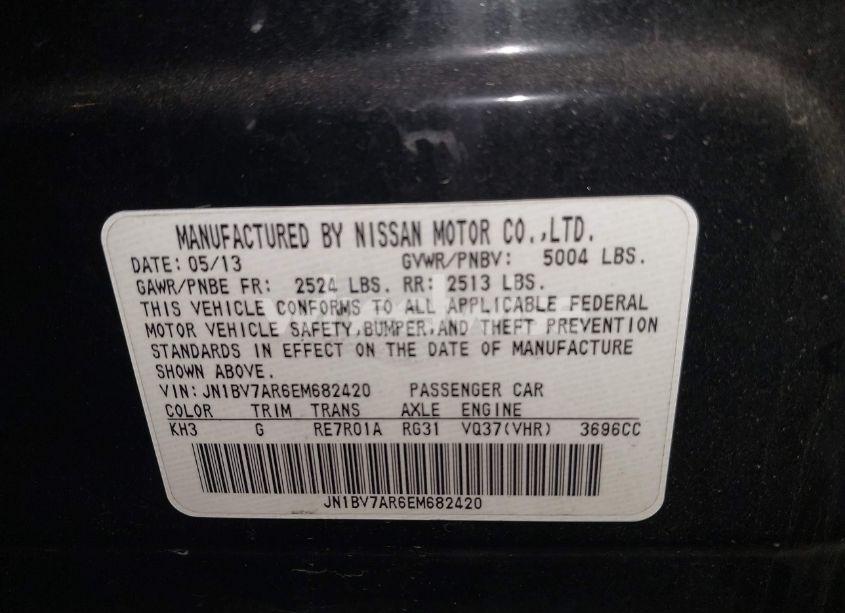 MANUFACTURED BY NISSAN MOTOR CO.,LTD.
DATE: 05/13 GVWR/PNBV: 5004 LBS.
GAWR/PNBE FR: 2524 LBS. RR: 2513 LBS.
THIS VEHICLE CONFORMS TO ALL APPLICABLE FEDERAL
MOTOR VEHICLE SAFETY,BUMPER,AND THEFT PREVENTION
STANDARDS IN EFFECT ON THE DATE OF MANUFACTURE
SHOWN ABOVE.
VIN: JN1BV7AR6EM682420 PASSENGER CAR
COLOR TRIM TRANS AXLE ENGINE
KH3 G RE7R01A RG31 VQ37(VHR) 3696CC
JN1BV7AR6EM682420